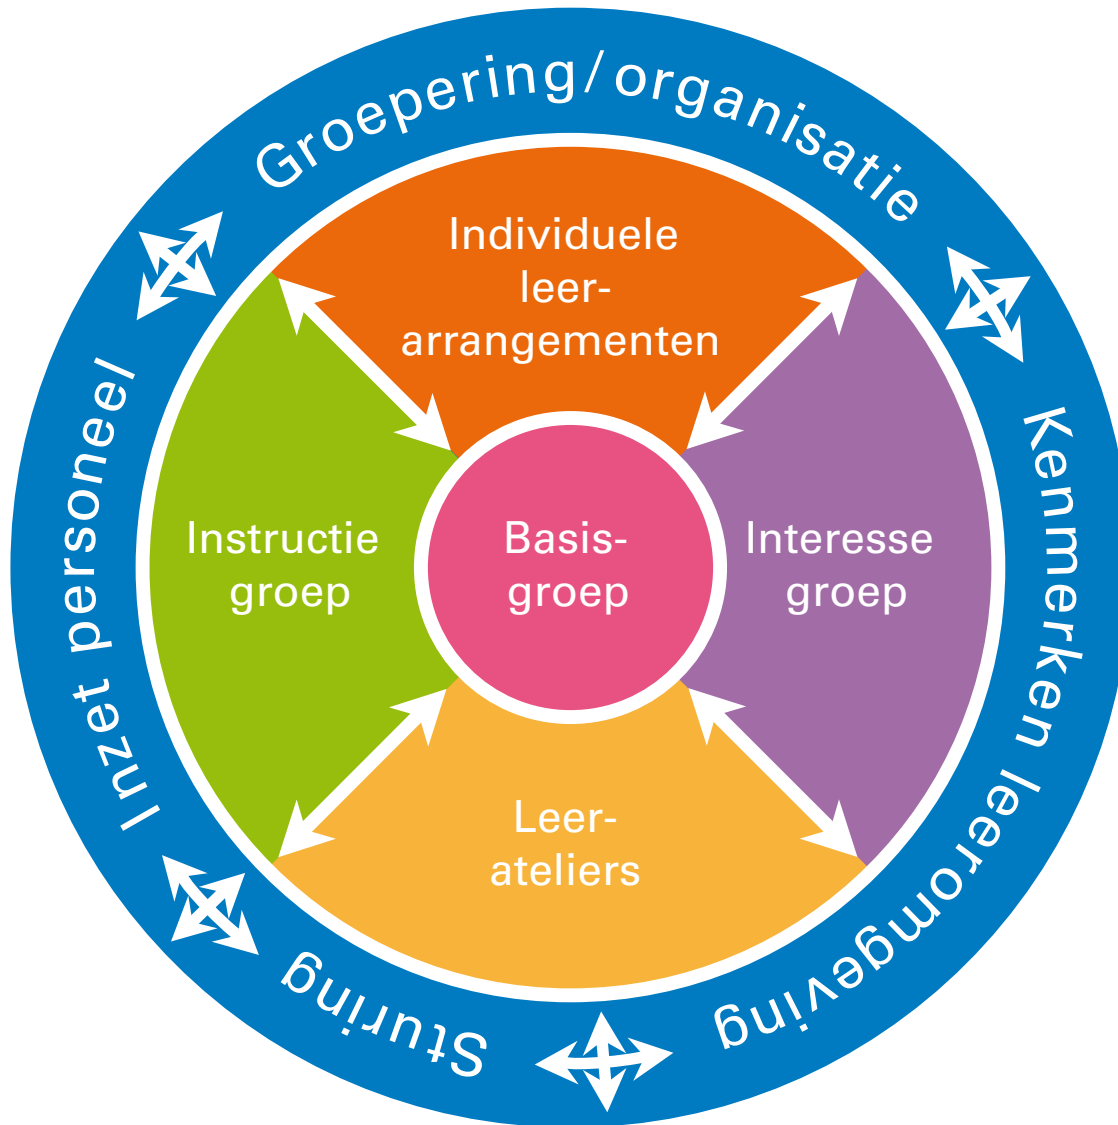 Groepering/organisatie
Kenmerken leeromgeving
Sturing
Inzet personeel
Individuele
leer-
arrangementen
Instructie
groep
Basis-
groep
Interesse
groep
Leer-
ateliers